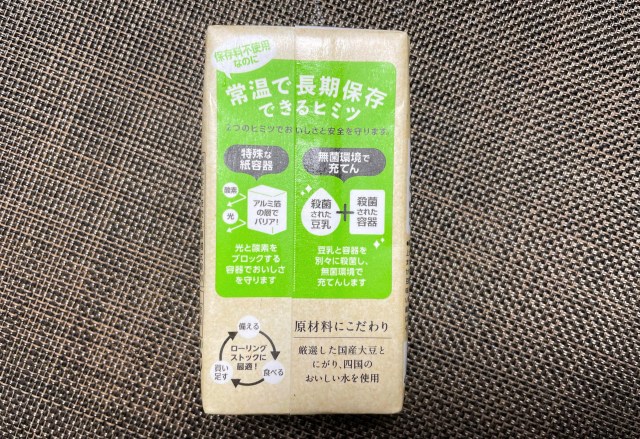 保存料不使用
なのに
常温で長期保存
できるヒミツ
2つのヒミツでおいしさと安全を守ります。
特殊な
紙容器
酸素
光
アルミ箔
の層で
バリア!
光と酸素を
ブロックする
容器でおいしさ
を守ります
無菌環境で
充てん
殺菌
された
豆乳
+
殺菌
された
容器
豆乳と容器を
別々に殺菌し、
無菌環境で
充てんします
備える
ローリング
ストックに
最適!
買い
足す
食べる
原材料にこだわり
厳選した国産大豆と
にがり、四国の
おいしい水を使用